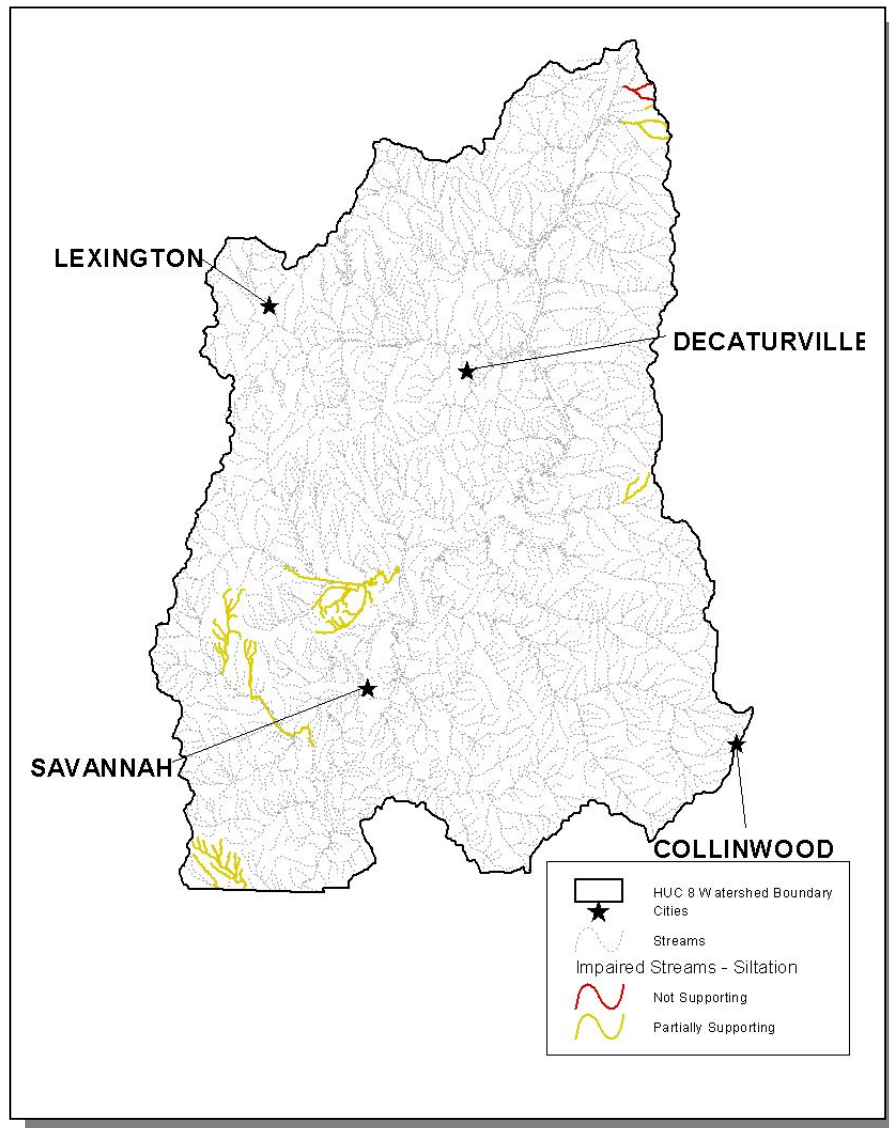 LEXINGTON
DECATURVILLE
SAVANNAH
COLLINWOOD
HUC 8 Watershed Boundary
Cities
Streams
Impaired Streams - Siltation
Not Supporting
Partially Supporting